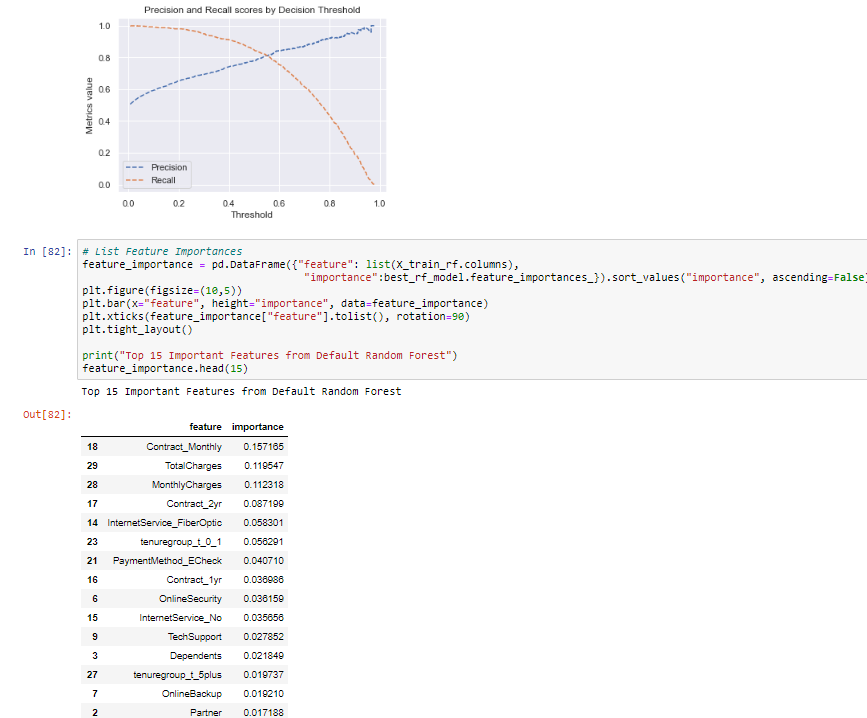 Precision and Recall scores by Decision Threshold
1.0
0.8
0.6
0.4
0.2
0.0
Metrics value
Precision
Recall
0.0 0.2 0.4 0.6 0.8 1.0
Threshold
In [82]:
# List Feature Importances
feature_importance = pd.DataFrame({"feature": list(X_train_rf.columns),
"importance":best_rf_model.feature_importances_}).sort_values("importance", ascending=False
plt.figure(figsize=(10,5))
plt.bar(x="feature", height="importance", data=feature_importance)
plt.xticks(feature_importance["feature"].tolist(), rotation=90)
plt.tight_layout()
print("Top 15 Important Features from Default Random Forest")
feature_importance.head(15)
Top 15 Important Features from Default Random Forest
Out[82]:
feature importance
18 Contract_Monthly 0.157165
29 TotalCharges 0.119547
28 MonthlyCharges 0.112318
17 Contract_2yr 0.087199
14 InternetService_FiberOptic 0.058301
23 tenuregroup_t_0_1 0.056291
21 PaymentMethod_ECheck 0.040710
16 Contract_1yr 0.036986
6 OnlineSecurity 0.036159
15 InternetService_No 0.035656
9 TechSupport 0.027852
3 Dependents 0.021849
27 tenuregroup_t_5plus 0.019737
7 OnlineBackup 0.019210
2 Partner 0.017188